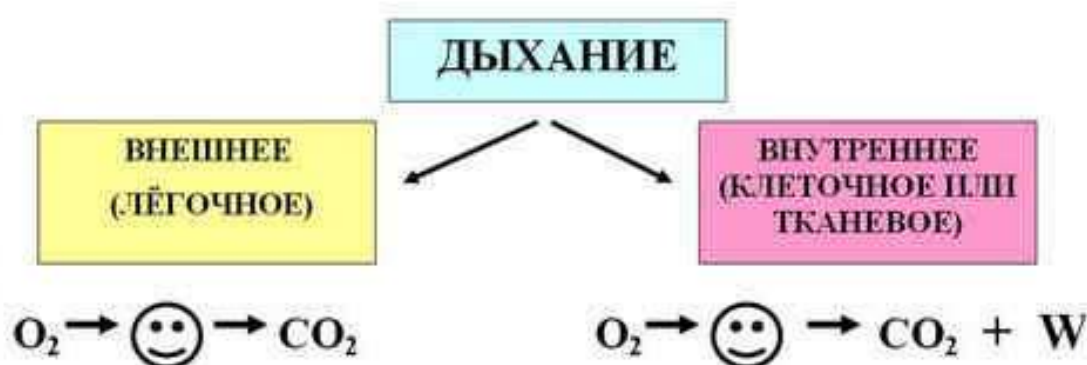 ДЫХАНИЕ
ВНЕШНЕЕ
(ЛЁГОЧНОЕ)
ВНУТРЕННЕЕ
(КЛЕТОЧНОЕ ИЛИ
ТКАНЕВОЕ)
O₂ → → CO₂
O₂ → → CO₂ + W